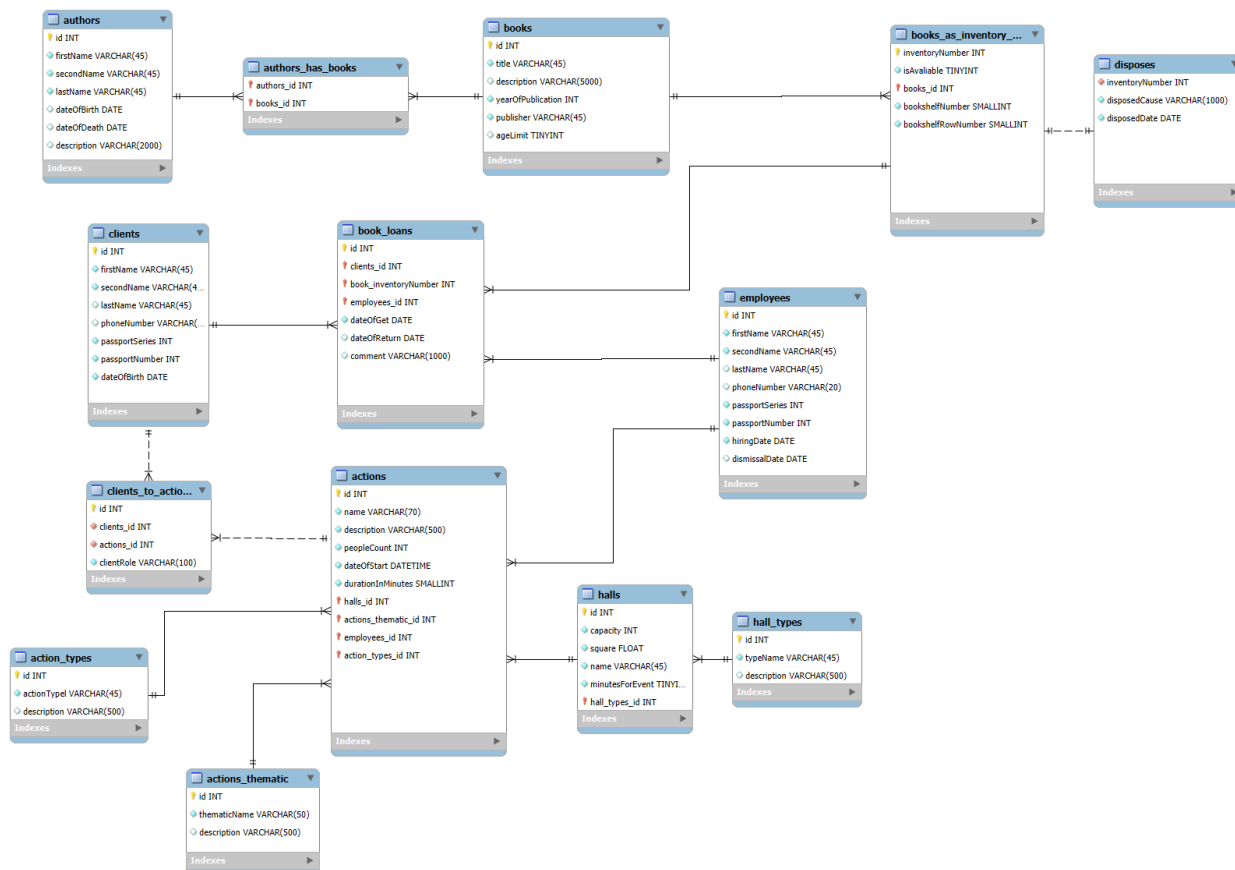 authors
id INT
firstName VARCHAR(45)
secondName VARCHAR(45)
lastName VARCHAR(45)
dateOfBirth DATE
dateOfDeath DATE
description VARCHAR(2000)
Indexes
authors_has_books
authors_id INT
books_id INT
Indexes
books
id INT
title VARCHAR(45)
description VARCHAR(5000)
yearOfPublication INT
publisher VARCHAR(45)
ageLimit TINYINT
Indexes
books_as_inventory_...
inventoryNumber INT
isAvaliable TINYINT
books_id INT
bookshelfNumber SMALLINT
bookshelfRowNumber SMALLINT
Indexes
disposes
inventoryNumber INT
disposedCause VARCHAR(1000)
disposedDate DATE
Indexes
clients
id INT
firstName VARCHAR(45)
secondName VARCHAR(4...
lastName VARCHAR(45)
phoneNumber VARCHAR(...
passportSeries INT
passportNumber INT
dateOfBirth DATE
Indexes
book_loans
id INT
clients_id INT
book_inventoryNumber INT
employees_id INT
dateOfGet DATE
dateOfReturn DATE
comment VARCHAR(1000)
Indexes
employees
id INT
firstName VARCHAR(45)
secondName VARCHAR(45)
lastName VARCHAR(45)
phoneNumber VARCHAR(20)
passportSeries INT
passportNumber INT
hiringDate DATE
dismissalDate DATE
Indexes
clients_to_actio...
id INT
clients_id INT
actions_id INT
clientRole VARCHAR(100)
Indexes
actions
id INT
name VARCHAR(70)
description VARCHAR(500)
peopleCount INT
dateOfStart DATETIME
durationInMinutes SMALLINT
halls_id INT
actions_thematic_id INT
employees_id INT
action_types_id INT
Indexes
halls
id INT
capacity INT
square FLOAT
name VARCHAR(45)
minutesForEvent TINYI...
hall_types_id INT
Indexes
hall_types
id INT
typeName VARCHAR(45)
description VARCHAR(500)
Indexes
action_types
id INT
actionTypel VARCHAR(45)
description VARCHAR(500)
Indexes
actions_thematic
id INT
thematicName VARCHAR(50)
description VARCHAR(500)
Indexes